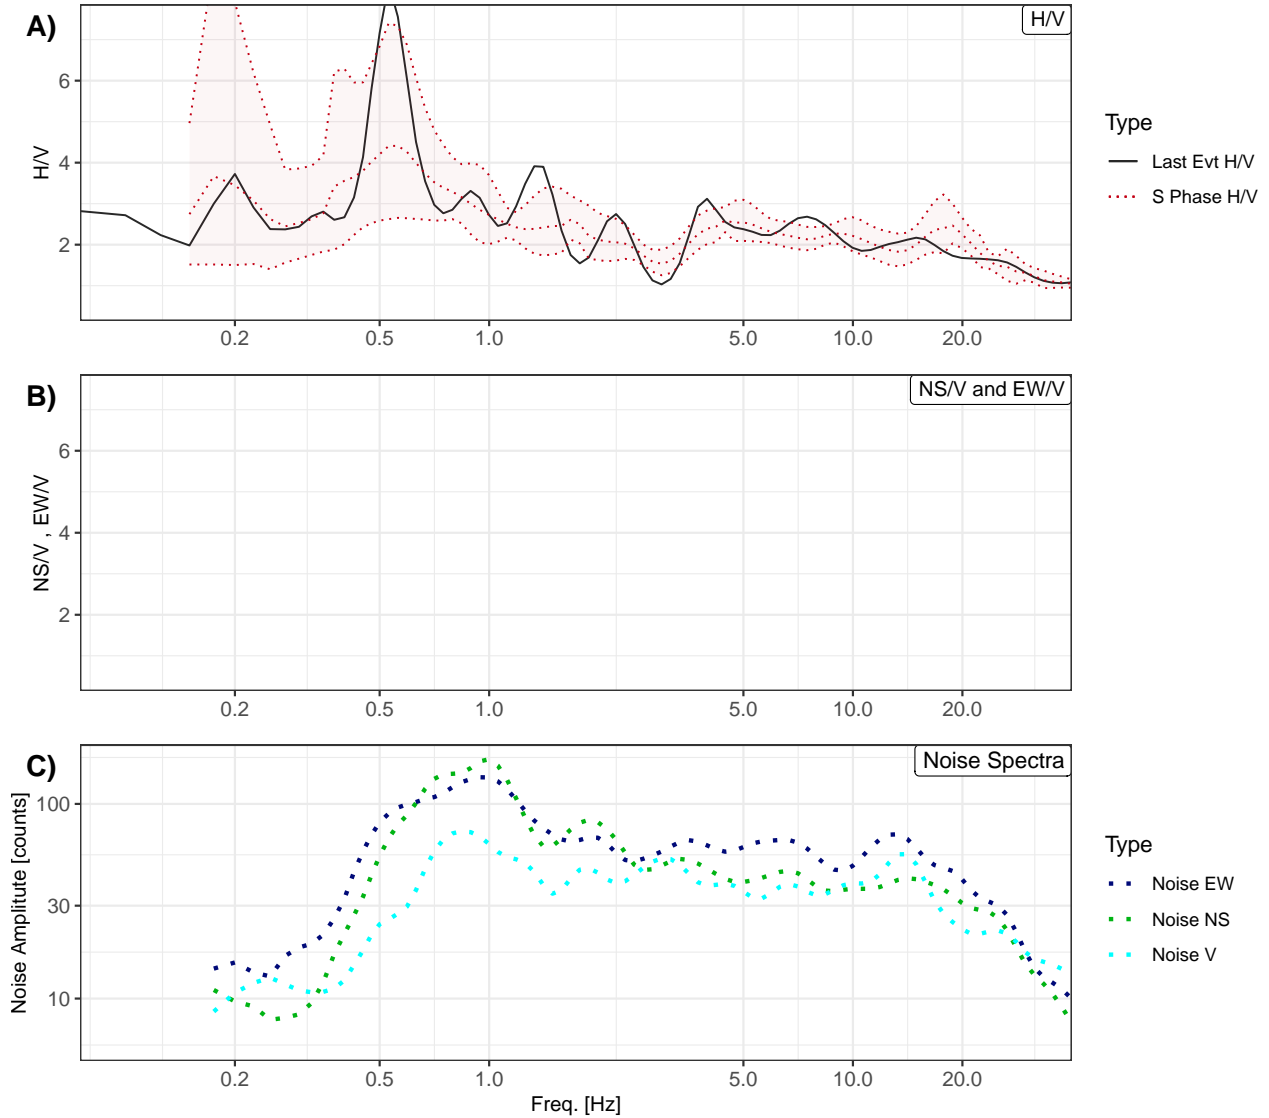 A)
H/V
6
4
2
H/V
0.2 0.5 1.0 5.0 10.0 20.0
Type
Last Evt H/V
S Phase H/V
B)
NS/V and EW/V
6
4
2
NS/V , EW/V
0.2 0.5 1.0 5.0 10.0 20.0
C)
Noise Spectra
100
30
10
Noise Amplitude [counts]
0.2 0.5 1.0 5.0 10.0 20.0
Freq. [Hz]
Type
Noise EW
Noise NS
Noise V